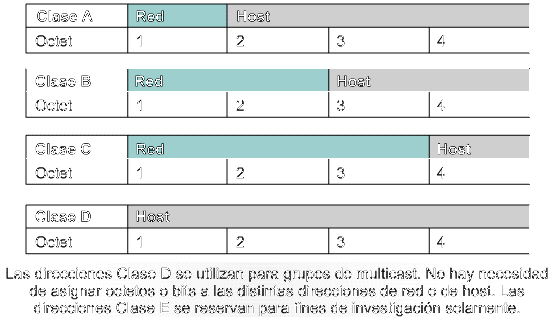 Clase A Red Host
Octet 1 2 3 4
Clase B Red Host
Octet 1 2 3 4
Clase C Red Host
Octet 1 2 3 4
Clase D Host
Octet 1 2 3 4
Las direcciones Clase D se utilizan para grupos de multicast. No hay necesidad
de asignar octetos o bits a las distintas direcciones de red o de host. Las
direcciones Clase E se reservan para fines de investigación solamente.